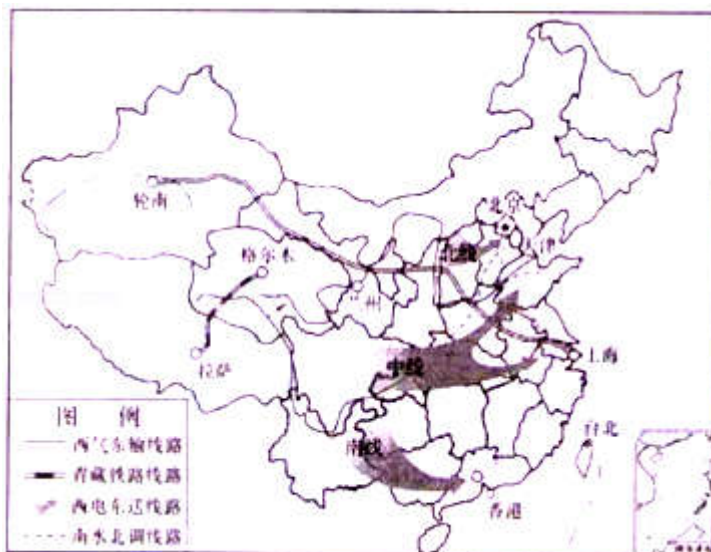 轮南
格尔木
拉萨
兰州
北京
天津
北线
中线
南线
上海
台北
香港
图 例
西气东输线路
青藏铁路线路
西电东送线路
南水北调线路